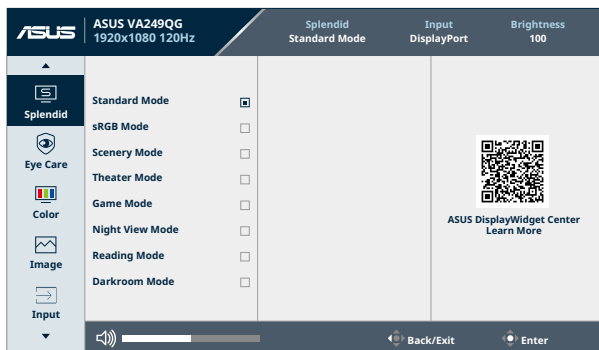 ASUS
ASUS VA249QG
1920x1080 120Hz
Splendid
Standard Mode
Input
DisplayPort
Brightness
100
S
Splendid
Eye Care
Color
Image
Input
Standard Mode
sRGB Mode
Scenery Mode
Theater Mode
Game Mode
Night View Mode
Reading Mode
Darkroom Mode
ASUS DisplayWidget Center
Learn More
Back/Exit
Enter